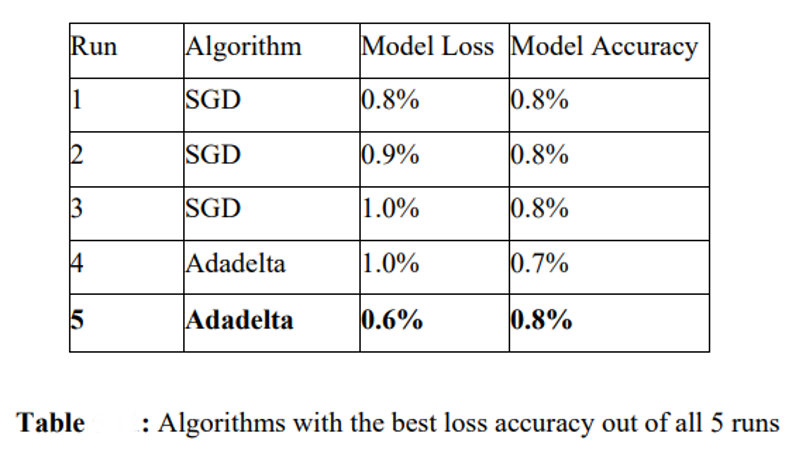 Run Algorithm Model Loss Model Accuracy
1 SGD 0.8% 0.8%
2 SGD 0.9% 0.8%
3 SGD 1.0% 0.8%
4 Adadelta 1.0% 0.7%
5 Adadelta 0.6% 0.8%
Table : Algorithms with the best loss accuracy out of all 5 runs